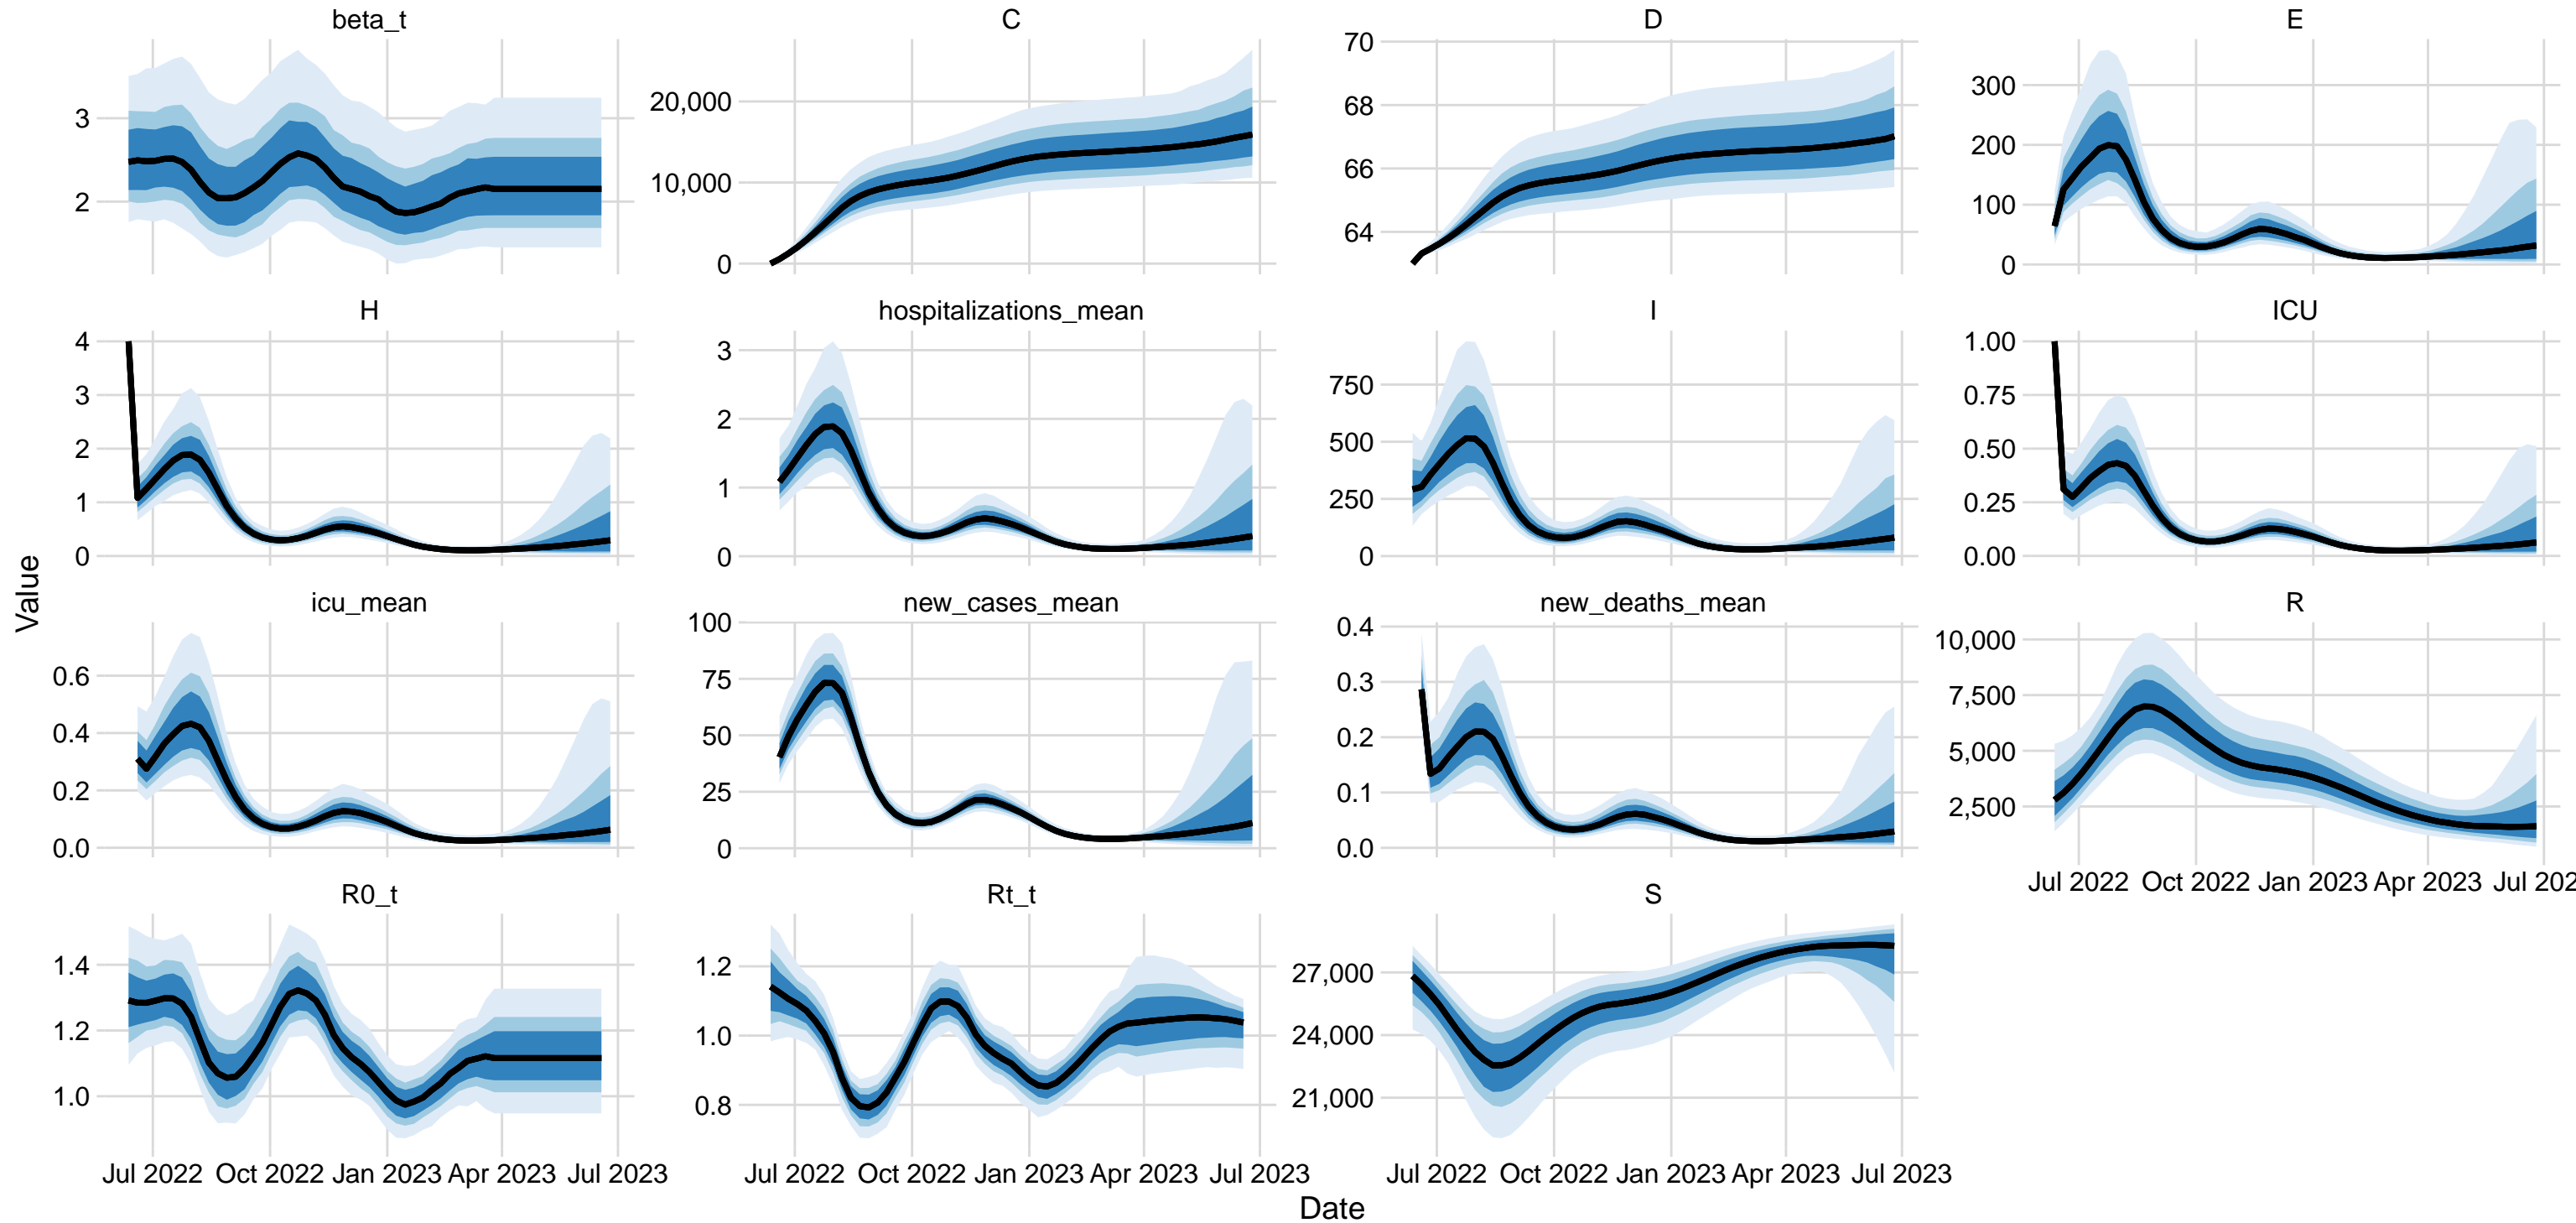 beta_t
C
D
E
3
2
20,000
10,000
0
70
68
66
64
300
200
100
0
H
hospitalizations_mean
I
ICU
4
3
2
1
0
3
2
1
0
750
500
250
0
1.00
0.75
0.50
0.25
0.00
icu_mean
new_cases_mean
new_deaths_mean
R
0.6
0.4
0.2
0.0
100
75
50
25
0
0.4
0.3
0.2
0.1
0.0
10,000
7,500
5,000
2,500
Jul 2022 Oct 2022 Jan 2023 Apr 2023 Jul 202
R0_t
Rt_t
S
1.4
1.2
1.0
1.2
1.0
0.8
27,000
24,000
21,000
Jul 2022 Oct 2022 Jan 2023 Apr 2023 Jul 2023
Jul 2022 Oct 2022 Jan 2023 Apr 2023 Jul 2023
Jul 2022 Oct 2022 Jan 2023 Apr 2023 Jul 2023
Value
Date